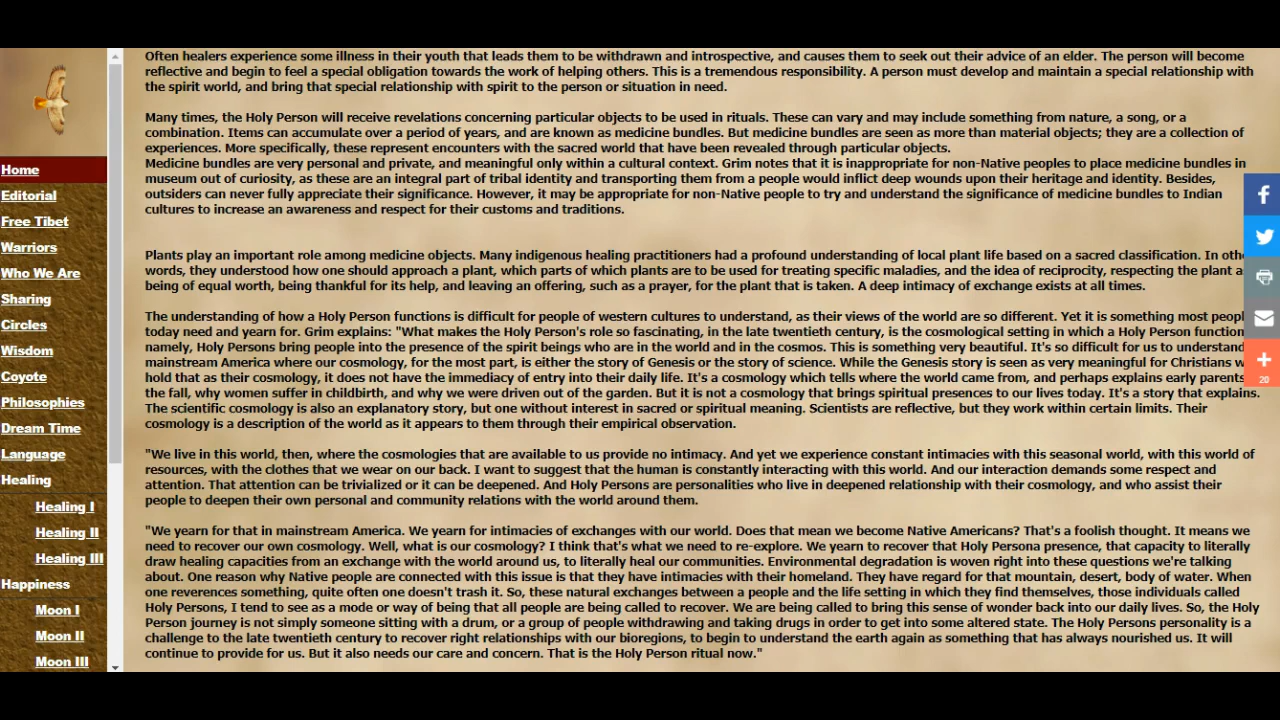 Often healers experience some illness in their youth that leads them to be withdrawn and introspective, and causes them to seek out their advice of an elder. The person will become
reflective and begin to feel a special obligation towards the work of helping others. This is a tremendous responsibility. A person must develop and maintain a special relationship with
the spirit world, and bring that special relationship with spirit to the person or situation in need.
Many times, the Holy Person will receive revelations concerning particular objects to be used in rituals. These can vary and may include something from nature, a song, or a
combination. Items can accumulate over a period of years, and are known as medicine bundles. But medicine bundles are seen as more than material objects; they are a collection of
experiences. More specifically, these represent encounters with the sacred world that have been revealed through particular objects.
Medicine bundles are very personal and private, and meaningful only within a cultural context. Grim notes that it is inappropriate for non-Native peoples to place medicine bundles in
museum out of curiosity, as these are an integral part of tribal identity and transporting them from a people would inflict deep wounds upon their heritage and identity. Besides,
outsiders can never fully appreciate their significance. However, it may be appropriate for non-Native people to try and understand the significance of medicine bundles to Indian
cultures to increase an awareness and respect for their customs and traditions.
Plants play an important role among medicine objects. Many indigenous healing practitioners had a profound understanding of local plant life based on a sacred classification. In
words, they understood how one should approach a plant, which parts of which plants are to be used for treating specific maladies, and the idea of reciprocity, respecting the plant a
being of equal worth, being thankful for its help, and leaving an offering, such as a prayer, for the plant that is taken. A deep intimacy of exchange exists at all times.
The understanding of how a Holy Person functions is difficult for people of western cultures to understand, as their views of the world are so different. Yet it is something most peopl
today need and yearn for. Grim explains: "What makes the Holy Person's role so fascinating, in the late twentieth century, is the cosmological setting in which a Holy Person function
namely, Holy Persons bring people into the presence of the spirit beings who are in the world and in the cosmos. This is something very beautiful. It's so difficult for us to understand
mainstream America where our cosmology, for the most part, is either the story of Genesis or the story of science. While the Genesis story is seen as very meaningful for Christians w
hold that as their cosmology, it does not have the immediacy of entry into their daily life. It's a cosmology which tells where the world came from, and perhaps explains early parents
the fall, why women suffer in childbirth, and why we were driven out of the garden. But it is not a cosmology that brings spiritual presences to our lives today. It's a story that explains.
The scientific cosmology is also an explanatory story, but one without interest in sacred or spiritual meaning. Scientists are reflective, but they work within certain limits. Their
cosmology is a description of the world as it appears to them through their empirical observation.
"We live in this world, then, where the cosmologies that are available to us provide no intimacy. And yet we experience constant intimacies with this seasonal world, with this world of
resources, with the clothes that we wear on our back. I want to suggest that the human is constantly interacting with this world. And our interaction demands some respect and
attention. That attention can be trivialized or it can be deepened. And Holy Persons are personalities who live in deepened relationship with their cosmology, and who assist their
people to deepen their own personal and community relations with the world around them.
"We yearn for that in mainstream America. We yearn for intimacies of exchanges with our world. Does that mean we become Native Americans? That's a foolish thought. It means we
need to recover our own cosmology. Well, what is our cosmology? I think that's what we need to re-explore. We yearn to recover that Holy Persona presence, that capacity to literally
draw healing capacities from an exchange with the world around us, to literally heal our communities. Environmental degradation is woven right into these questions we're talking
about. One reason why Native people are connected with this issue is that they have intimacies with their homeland. They have regard for that mountain, desert, body of water. When
one reverences something, quite often one doesn't trash it. So, these natural exchanges between a people and the life setting in which they find themselves, those individuals called
Holy Persons, I tend to see as a mode or way of being that all people are being called to recover. We are being called to bring this sense of wonder back into our daily lives. So, the Holy
Person journey is not simply someone sitting with a drum, or a group of people withdrawing and taking drugs in order to get into some altered state. The Holy Persons personality is a
challenge to the late twentieth century to recover right relationships with our bioregions, to begin to understand the earth again as something that has always nourished us. It will
continue to provide for us. But it also needs our care and concern. That is the Holy Person ritual now."
Home
Editorial
Free Tibet
Warriors
Who We Are
Sharing
Circles
Wisdom
Coyote
Philosophies
Dream Time
Language
Healing
Healing I
Healing II
Healing III
Happiness
Moon I
Moon II
Moon III
20